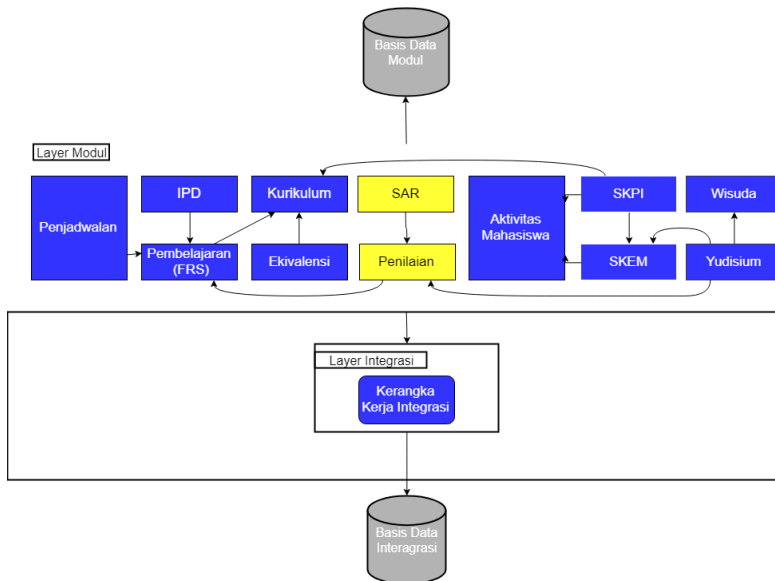 Basis Data
Modul
Layer Modul
Penjadwalan
IPD
Kurikulum
SAR
Aktivitas
Mahasiswa
SKPI
Wisuda
Pembelajaran
(FRS)
Ekivalensi
Penilaian
SKEM
Yudisium
Layer Integrasi
Kerangka
Kerja Integrasi
Basis Data
Interagrasi